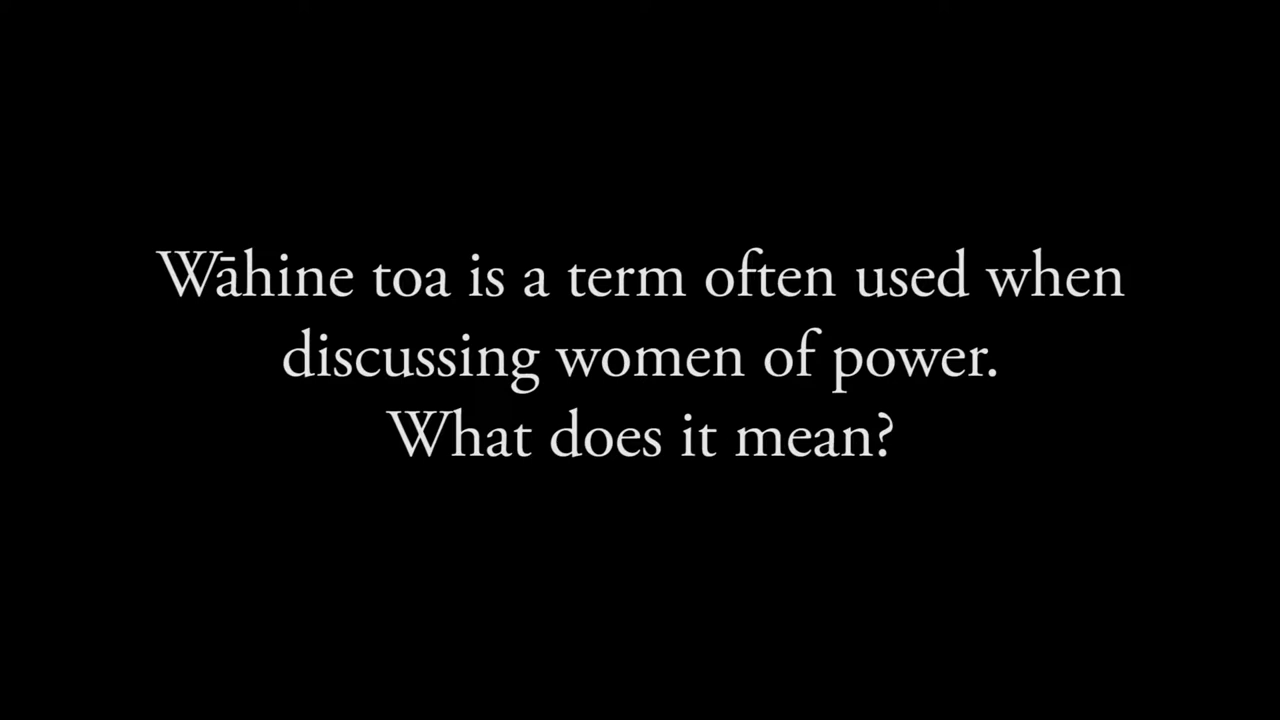 Wāhine toa is a term often used when
discussing women of power.
What does it mean?